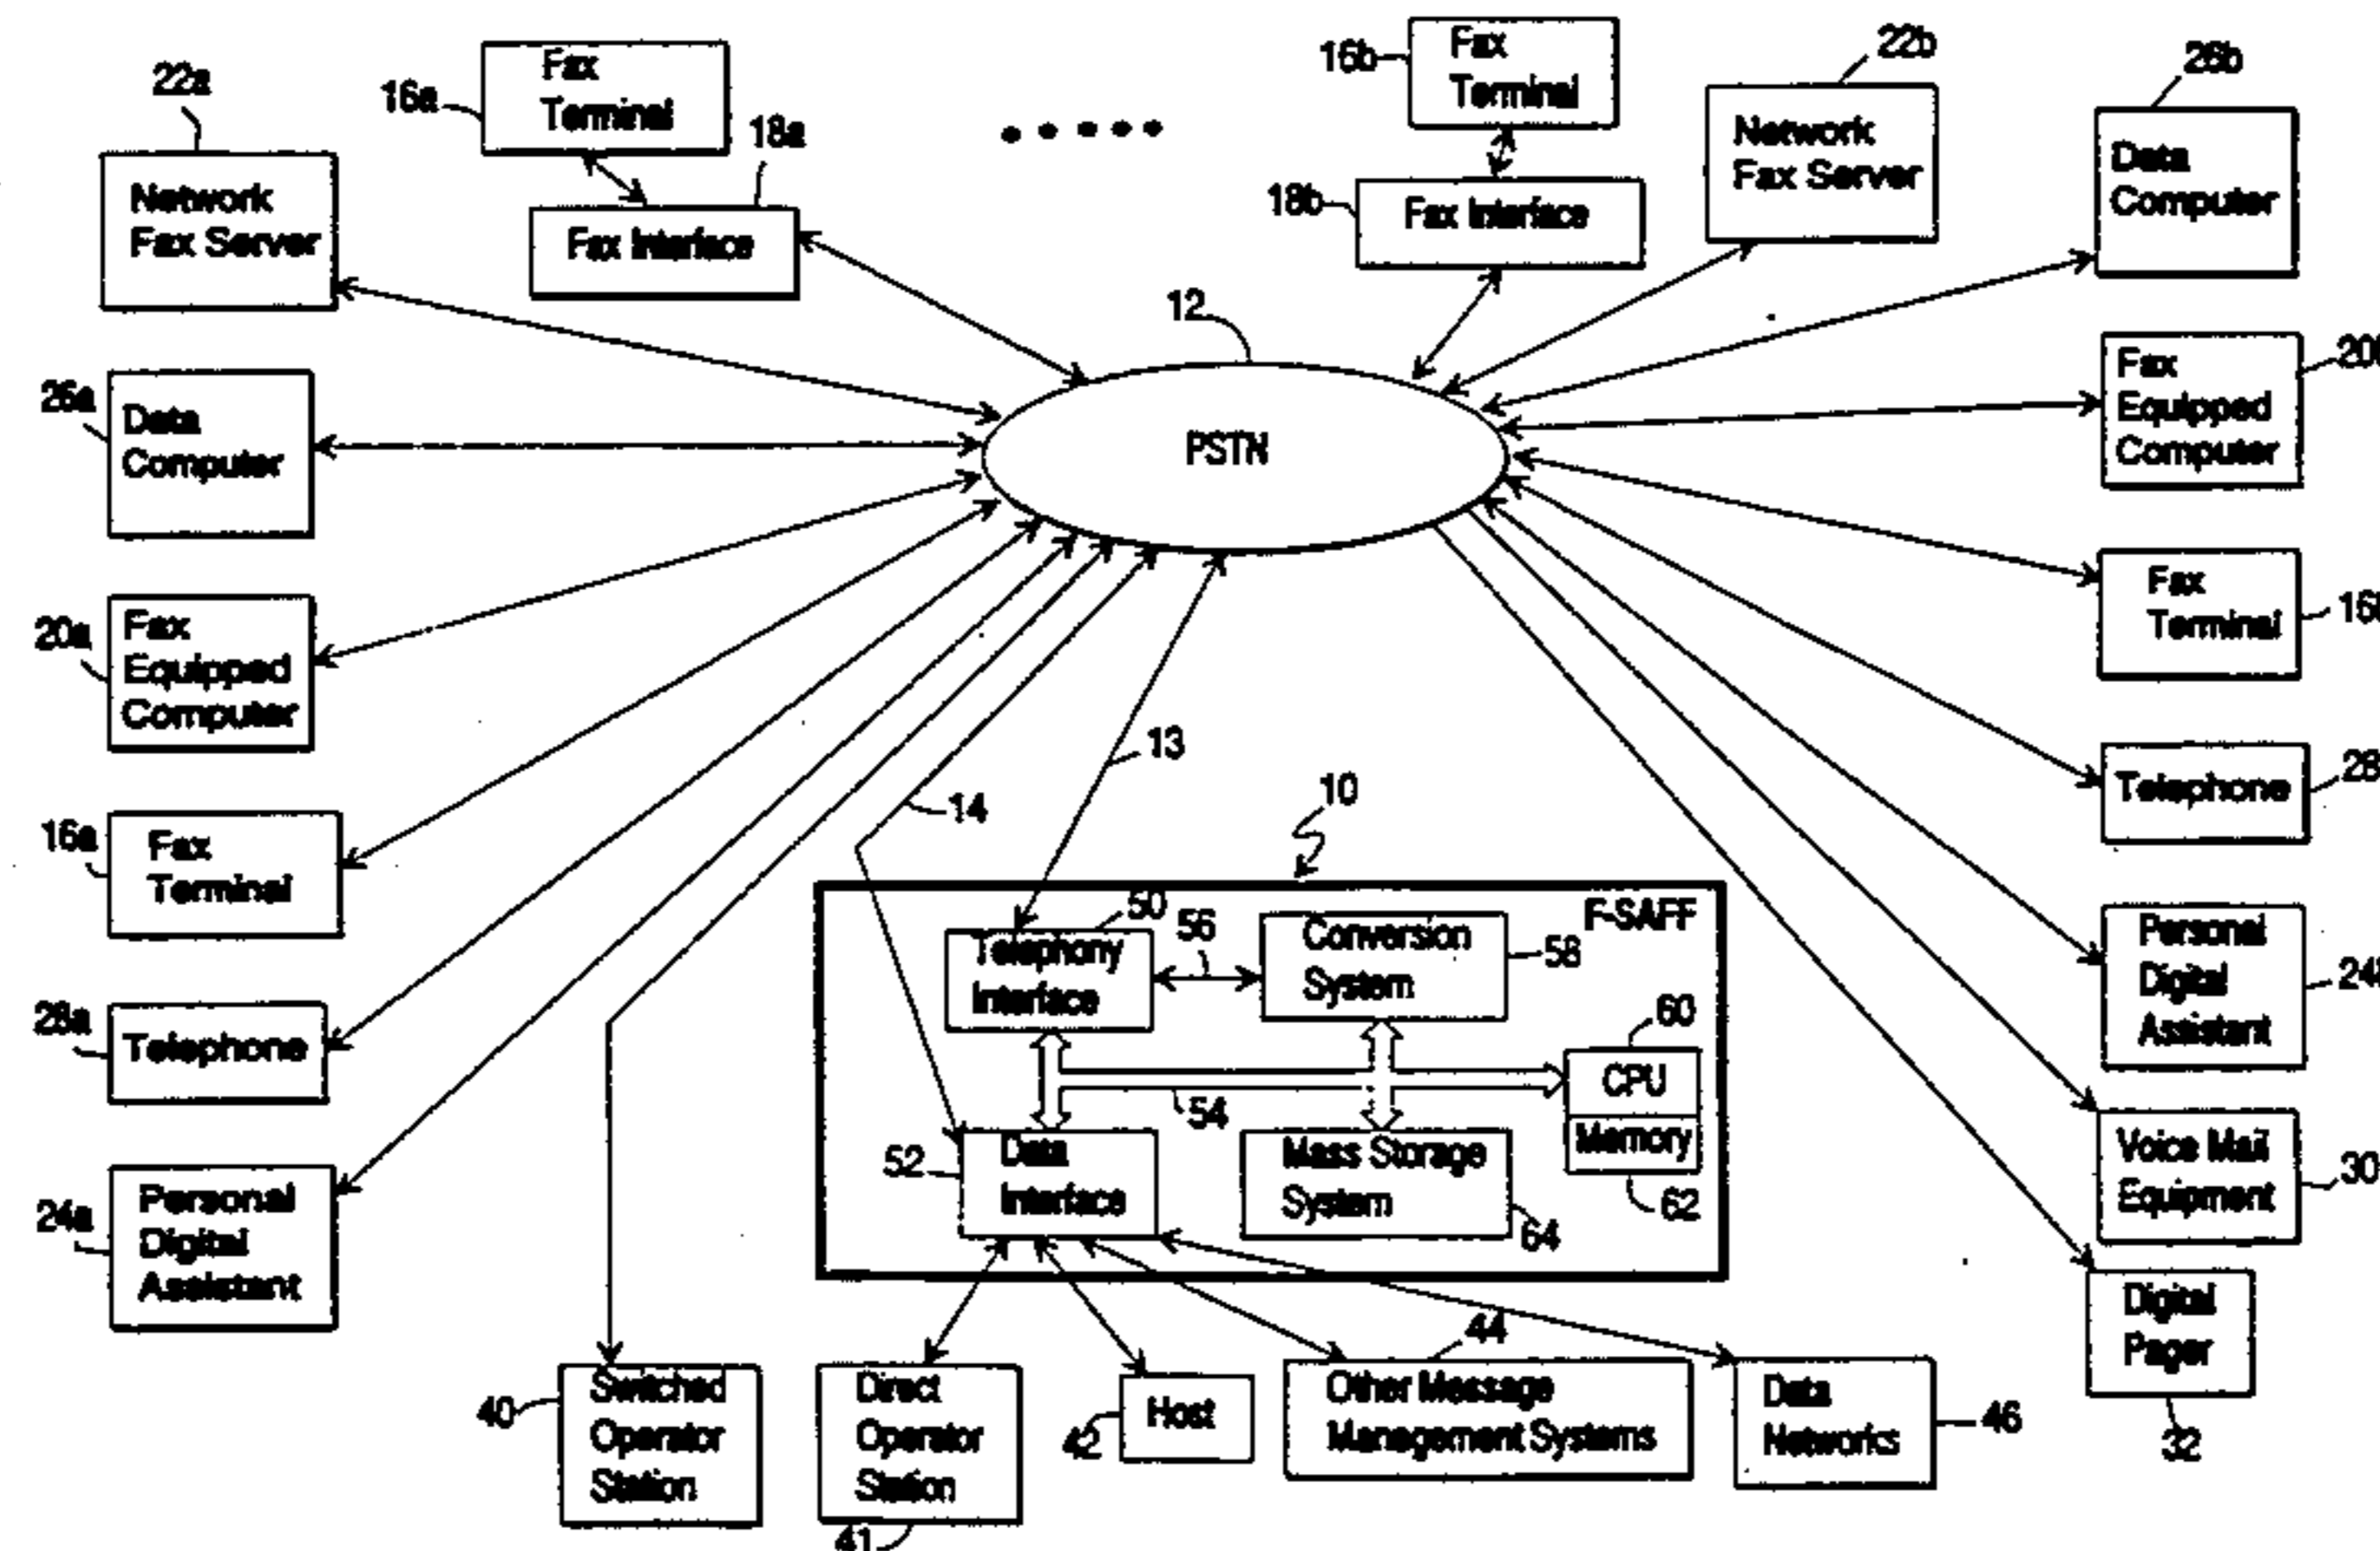 22a
16a
Fax
Terminal
18a
16b
Fax
Terminal
22b
26b
Network
Fax Server
Fax Interface
18b
Fax Interface
Network
Fax Server
Data
Computer
12
PSTN
26a
Data
Computer
Fax
Equipped
Computer
20a
Fax
Equipped
Computer
Fax
Terminal
13
14
10
Telephone
16a
Fax
Terminal
F-SAFF
50
Telephony
Interface
56
Conversion
System
58
Personal
Digital
Assistant
28a
Telephone
60
CPU
Memory
62
54
52
Data
Interface
Mass Storage
System
64
Voice Mail
Equipment
30
24a
Personal
Digital
Assistant
Digital
Pager
32
40
Switched
Operator
Station
Direct
Operator
Station
41
42
Host
44
Other Message
Management Systems
Data
Networks
46